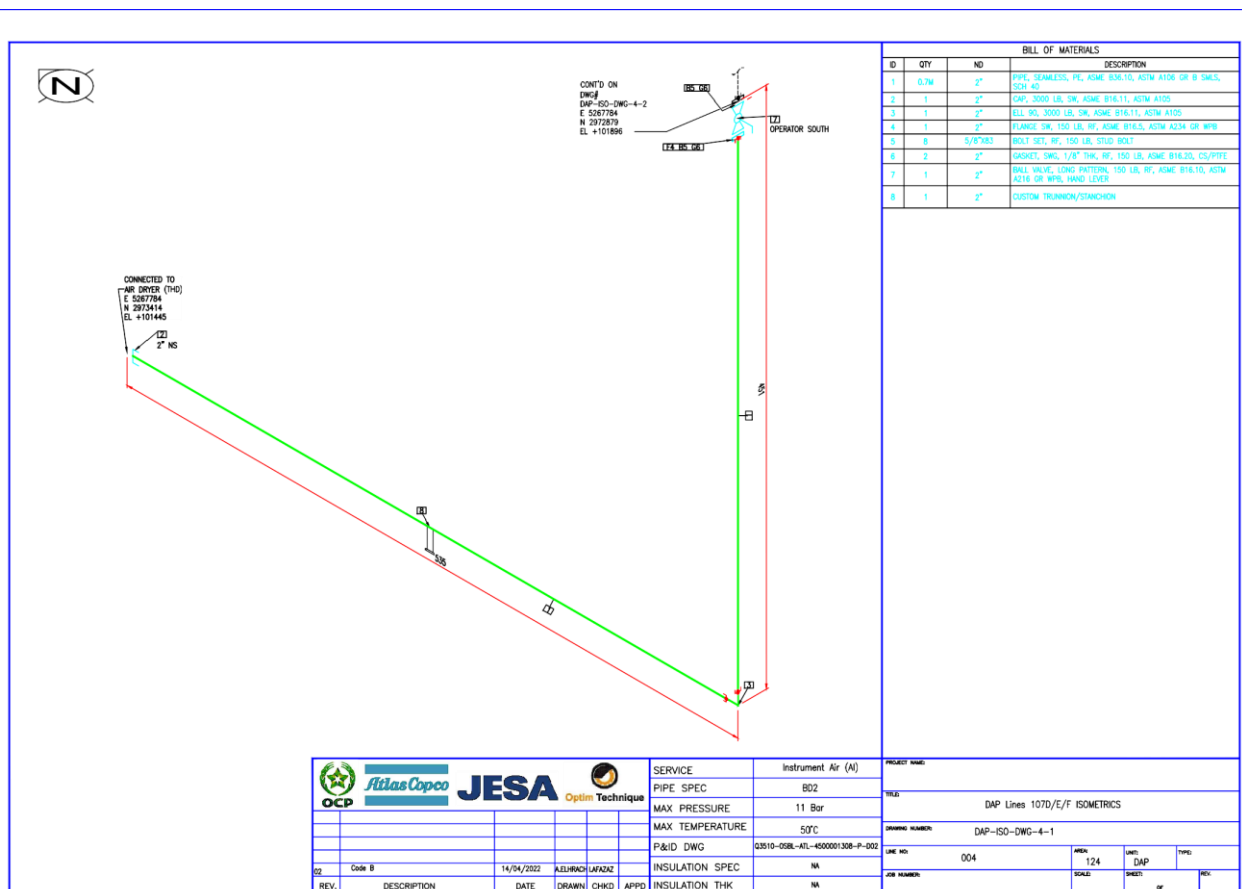 N
CONT'D ON
DWG#
DAP-ISO-DWG-4-2
E 5267784
N 2972879
EL +101896
B5 G6
7
OPERATOR SOUTH
F4 B5 G6
CONNECTED TO
AIR DRYER (THD)
E 5267784
N 2973414
EL +101445
2
2" NS
451
1
8
535
1
3
BILL OF MATERIALS
ID QTY ND DESCRIPTION
1 0.7M 2" PIPE, SEAMLESS, PE, ASME B36.10, ASTM A106 GR B SMLS,
SCH 40
2 1 2" CAP, 3000 LB, SW, ASME B16.11, ASTM A105
3 1 2" ELL 90, 3000 LB, SW, ASME B16.11, ASTM A105
4 1 2" FLANGE SW, 150 LB, RF, ASME B16.5, ASTM A234 GR WPB
5 8 5/8"X83 BOLT SET, RF, 150 LB, STUD BOLT
6 2 2" GASKET, SWG, 1/8" THK, RF, 150 LB, ASME B16.20, CS/PTFE
7 1 2" BALL VALVE, LONG PATTERN, 150 LB, RF, ASME B16.10, ASTM
A216 GR WPB, HAND LEVER
8 1 2" CUSTOM TRUNNION/STANCHION
OCP
Atlas Copco
JESA
Optim Technique
02 Code B 14/04/2022 A.ELHRACH LAFAZAZ
REV. DESCRIPTION DATE DRAWN CHKD APPD
SERVICE Instrument Air (AI)
PIPE SPEC BD2
MAX PRESSURE 11 Bar
MAX TEMPERATURE 50°C
P&ID DWG Q3510-OSBL-ATL-4500001308-P-D02
INSULATION SPEC NA
INSULATION THK NA
PROJECT NAME:
TITLE:
DAP Lines 107D/E/F ISOMETRICS
DRAWING NUMBER: DAP-ISO-DWG-4-1
LINE NO: 004 AREA: 124 UNIT: DAP TYPE:
JOB NUMBER: SCALE: SHEET: OF REV.